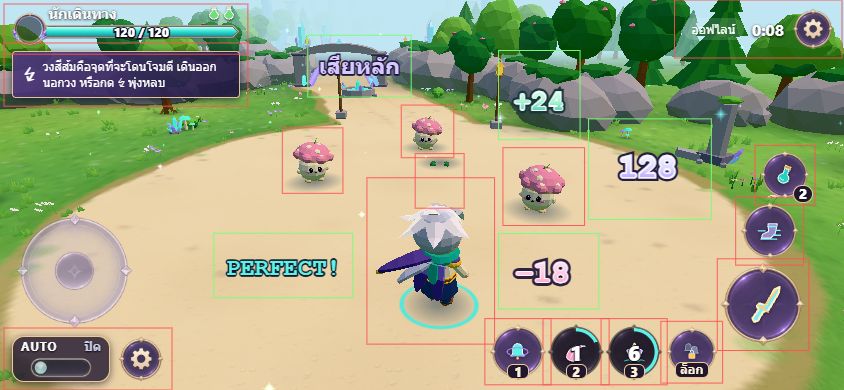 นักเดินทาง
120 / 120
ออฟไลน์ 0:08
วงสีส้มคือจุดที่จะโดนโจมตี เดินออก
นอกวง หรือกด ↯ พุ่งหลบ
เสียหลัก
+24
128
2
PERFECT!
−18
AUTO ปิด
1
1
2
6
3
ล็อก